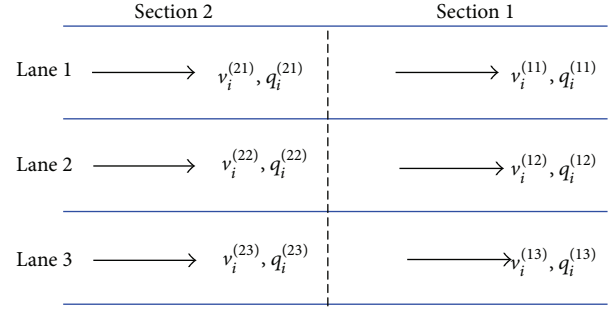 Section 2 Section 1
Lane 1 v_i^(21), q_i^(21) v_i^(11), q_i^(11)
Lane 2 v_i^(22), q_i^(22) v_i^(12), q_i^(12)
Lane 3 v_i^(23), q_i^(23) v_i^(13), q_i^(13)